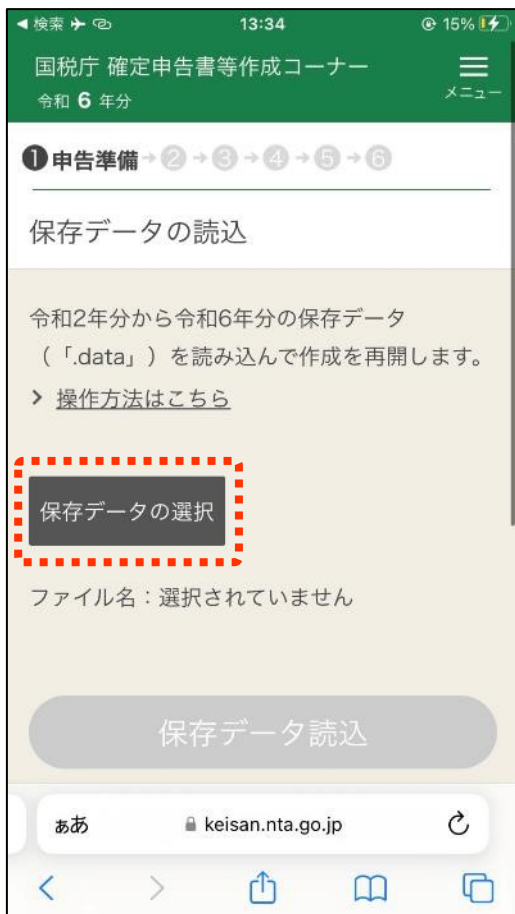 ◀検索
13:34
15%
国税庁 確定申告書等作成コーナー
令和 6 年分
メニュー
❶申告準備→②→③→④→⑤→⑥
保存データの読込
令和2年分から令和6年分の保存データ
(「.data」)を読み込んで作成を再開します。
> 操作方法はこちら
保存データの選択
ファイル名：選択されていません
保存データ読込
ぁあ
keisan.nta.go.jp